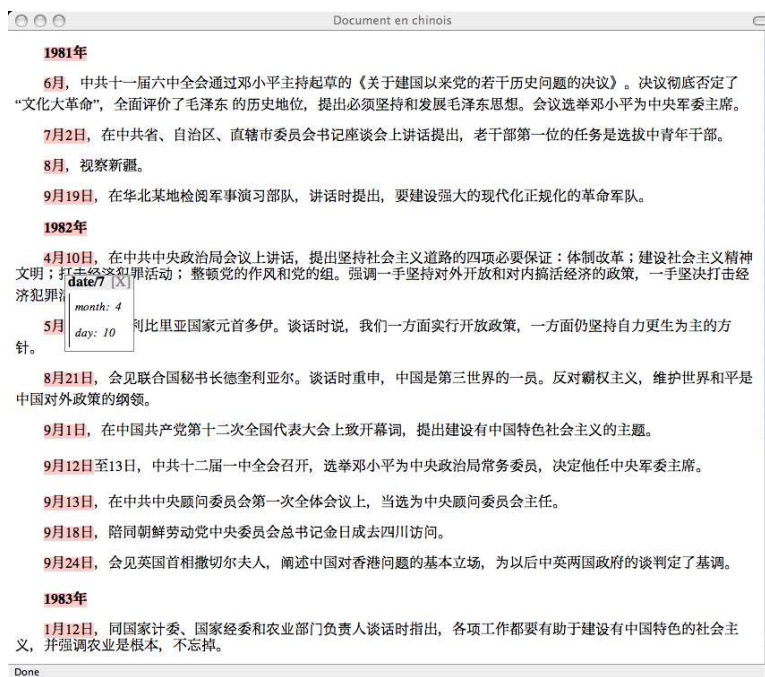 Document en chinois
1981年
6月，中共十一届六中全会通过邓小平主持起草的《关于建国以来党的若干历史问题的决议》。决议彻底否定了
“文化大革命”，全面评价了毛泽东 的历史地位，提出必须坚持和发展毛泽东思想。会议选举邓小平为中央军委主席。
7月2日，在中共省、自治区、直辖市委员会书记座谈会上讲话提出，老干部第一位的任务是选拔中青年干部。
8月，视察新疆。
9月19日，在华北某地检阅军事演习部队，讲话时提出，要建设强大的现代化正规化的革命军队。
1982年
4月10日，在中共中央政治局会议上讲话，提出坚持社会主义道路的四项必要保证：体制改革；建设社会主义精神
文明；打击经济犯罪活动； 整顿党的作风和党的组。强调一手坚持对外开放和对内搞活经济的政策，一手坚决打击经
济犯罪
date/7 [X]
month: 4
day: 10
5月 利比里亚国家元首多伊。谈话时说，我们一方面实行开放政策，一方面仍坚持自力更生为主的方
针。
8月21日，会见联合国秘书长德奎利亚尔。谈话时重申，中国是第三世界的一员。反对霸权主义，维护世界和平是
中国对外政策的纲领。
9月1日，在中国共产党第十二次全国代表大会上致开幕词，提出建设有中国特色社会主义的主题。
9月12日至13日，中共十二届一中全会召开，选举邓小平为中央政治局常务委员，决定他任中央军委主席。
9月13日，在中共中央顾问委员会第一次全体会议上，当选为中央顾问委员会主任。
9月18日，陪同朝鲜劳动党中央委员会总书记金日成去四川访问。
9月24日，会见英国首相撒切尔夫人，阐述中国对香港问题的基本立场，为以后中英两国政府的谈判定了基调。
1983年
1月12日，同国家计委、国家经委和农业部门负责人谈话时指出，各项工作都要有助于建设有中国特色的社会主
义，并强调农业是根本，不忘掉。
Done